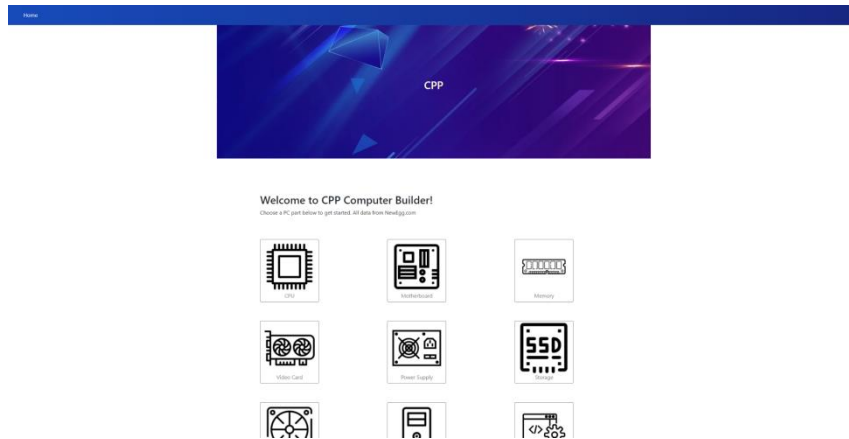 Home
CPP
Welcome to CPP Computer Builder!
Choose a PC part below to get started. All data from NewEgg.com
CPU
Motherboard
Memory
Video Card
Power Supply
SSD
Storage
</>